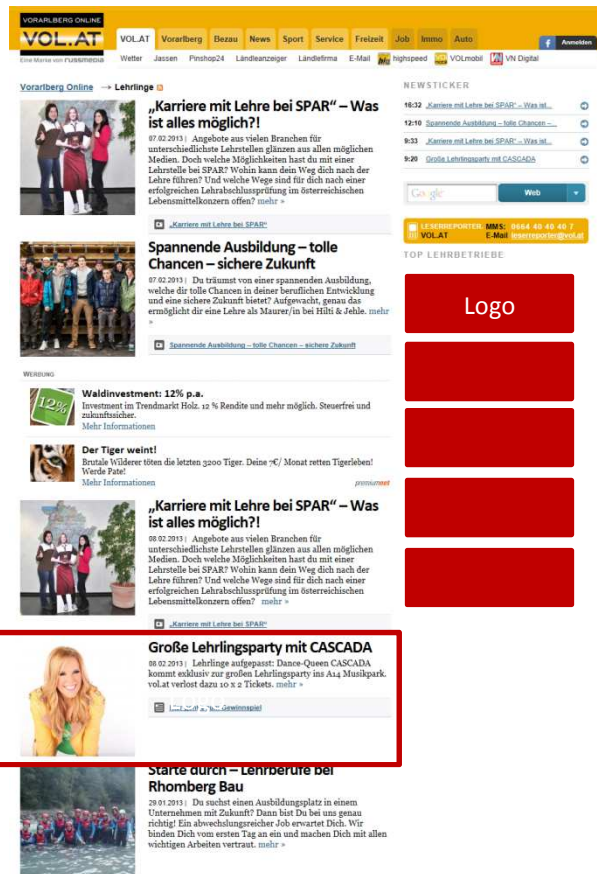 VORARLBERG ONLINE
VOL.AT
Eine Marke von russmedia
VOL.AT Vorarlberg Bezau News Sport Service Freizeit Job Immo Auto
Anmelden
Wetter Jassen Pinshop24 Ländleanzeiger Ländlefirma E-Mail highspeed VOLmobil VN Digital
Vorarlberg Online → Lehrlinge
„Karriere mit Lehre bei SPAR“ – Was
ist alles möglich?!
07.02.2013 | Angebote aus vielen Branchen für
unterschiedlichste Lehrstellen glänzen aus allen möglichen
Medien. Doch welche Möglichkeiten hast du mit einer
Lehrstelle bei SPAR? Wohin kann dein Weg dich nach der
Lehre führen? Und welche Wege sind für dich nach einer
erfolgreichen Lehrabschlussprüfung im österreichischen
Lebensmittelkonzern offen? mehr »
„Karriere mit Lehre bei SPAR“
Spannende Ausbildung – tolle
Chancen – sichere Zukunft
07.02.2013 | Du träumst von einer spannenden Ausbildung,
welche dir tolle Chancen in deiner beruflichen Entwicklung
und eine sichere Zukunft bietet? Aufgewacht, genau das
ermöglicht dir eine Lehre als Maurer/in bei Hilti & Jehle. mehr
»
Spannende Ausbildung – tolle Chancen – sichere Zukunft
WERBUNG
12%
Waldinvestment: 12% p.a.
Investment im Trendmarkt Holz. 12 % Rendite und mehr möglich. Steuerfrei und
zukunftssicher.
Mehr Informationen
Der Tiger weint!
Brutale Wilderer töten die letzten 3200 Tiger. Deine 7€/ Monat retten Tigerleben!
Werde Pate!
Mehr Informationen
premiumnet
„Karriere mit Lehre bei SPAR“ – Was
ist alles möglich?!
08.02.2013 | Angebote aus vielen Branchen für
unterschiedlichste Lehrstellen glänzen aus allen möglichen
Medien. Doch welche Möglichkeiten hast du mit einer
Lehrstelle bei SPAR? Wohin kann dein Weg dich nach der
Lehre führen? Und welche Wege sind für dich nach einer
erfolgreichen Lehrabschlussprüfung im österreichischen
Lebensmittelkonzern offen? mehr »
„Karriere mit Lehre bei SPAR“
Große Lehrlingsparty mit CASCADA
08.02.2013 | Lehrlinge aufgepasst: Dance-Queen CASCADA
kommt exklusiv zur großen Lehrlingsparty ins A14 Musikpark.
vol.at verlost dazu 10 x 2 Tickets. mehr »
Gewinnspiel
Starte durch – Lehrberufe bei
Rhomberg Bau
29.01.2013 | Du suchst einen Ausbildungsplatz in einem
Unternehmen mit Zukunft? Dann bist Du bei uns genau
richtig! Ein abwechslungsreicher Job erwartet Dich. Wir
binden Dich vom ersten Tag an ein und machen Dich mit allen
wichtigen Arbeiten vertraut. mehr »
NEWSTICKER
16:32 „Karriere mit Lehre bei SPAR“ – Was ist...
12:10 Spannende Ausbildung – tolle Chancen –...
9:33 „Karriere mit Lehre bei SPAR“ – Was ist...
9:20 Große Lehrlingsparty mit CASCADA
Google Web
LESERREPORTER MMS: 0664 40 40 40 7
VOL.AT E-Mail leserreporter@vol.at
TOP LEHRBETRIEBE
Logo